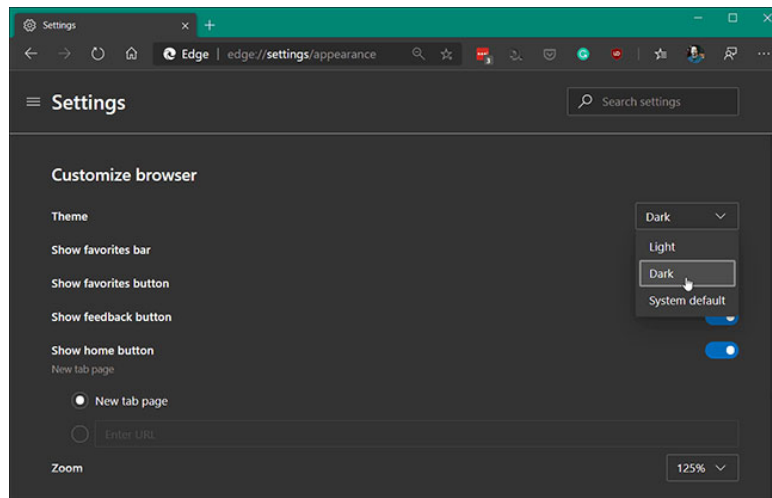 Settings
Edge | edge://settings/appearance
3
Settings
Search settings
Customize browser
Theme
Dark
Light
Show favorites bar
Dark
Show favorites button
System default
Show feedback button
Show home button
New tab page
New tab page
Enter URL
Zoom
125%